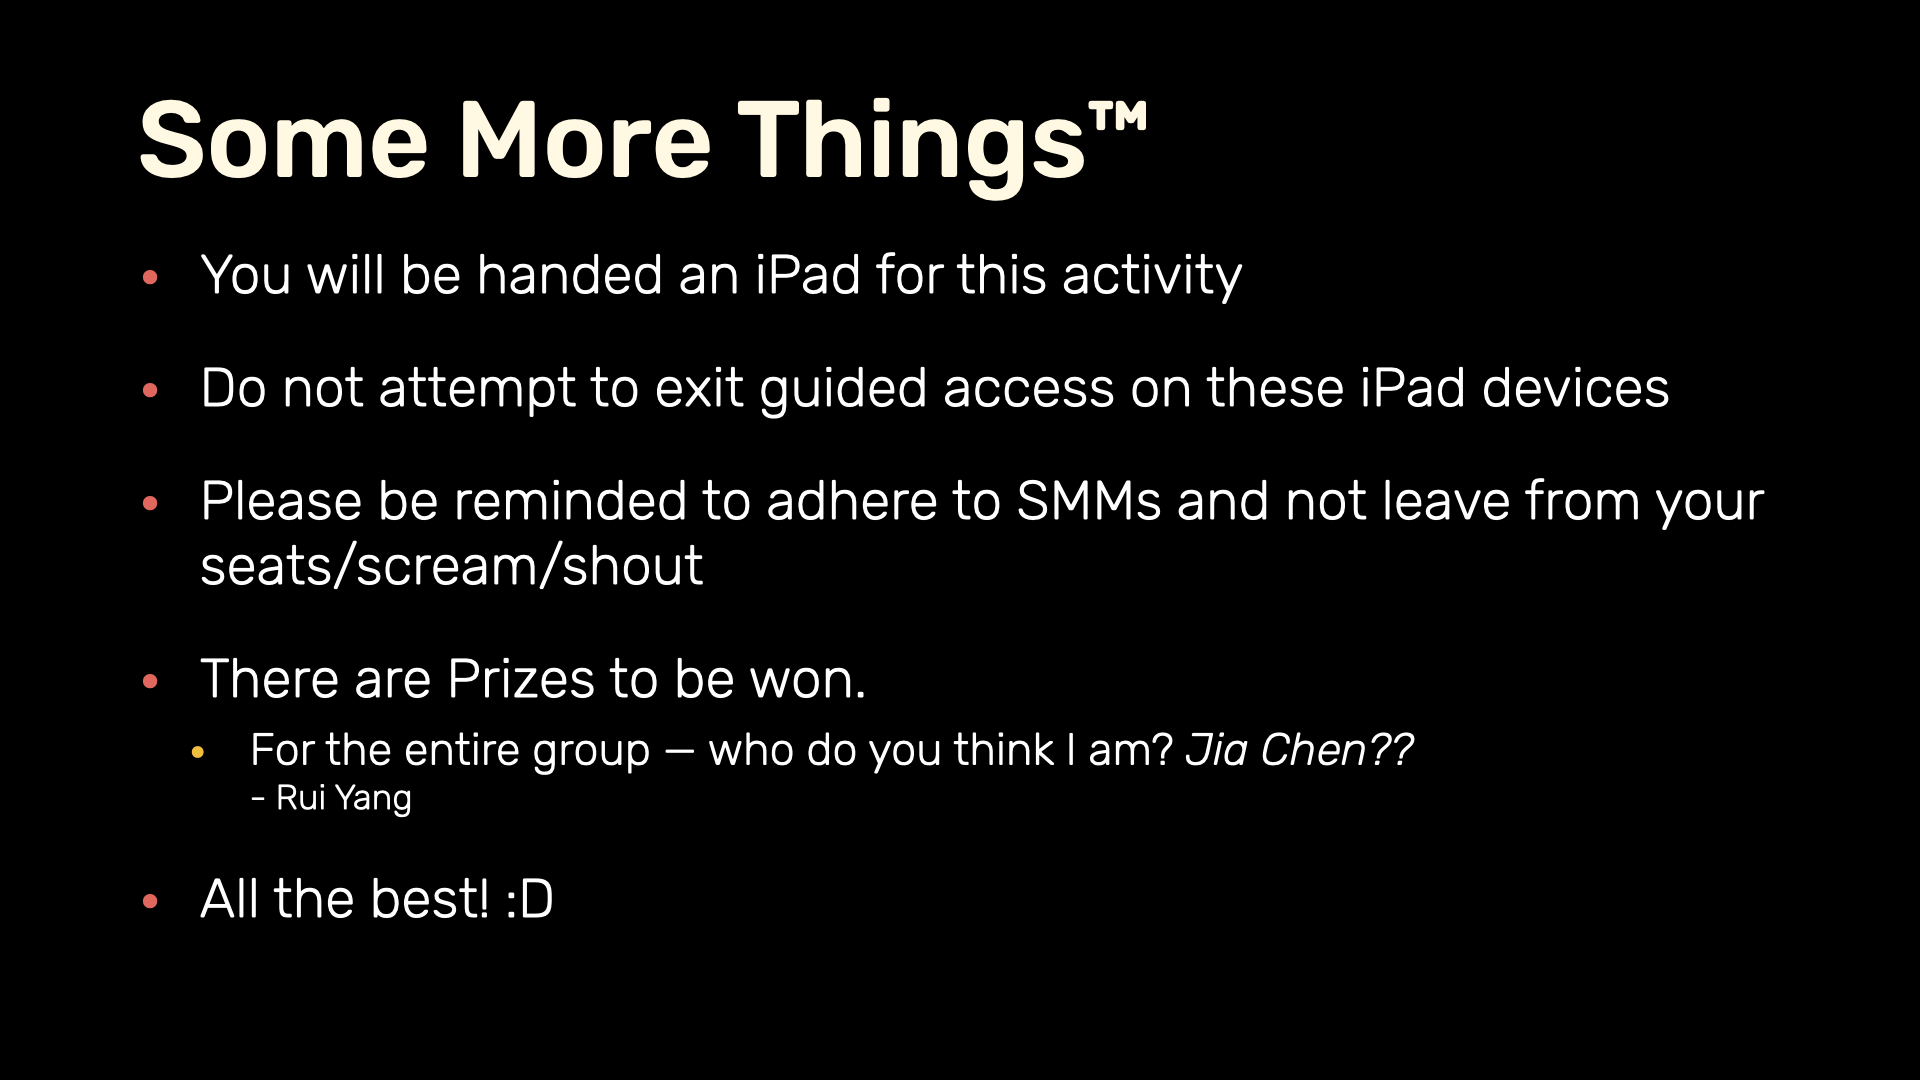 Some More Things™
• You will be handed an iPad for this activity
• Do not attempt to exit guided access on these iPad devices
• Please be reminded to adhere to SMMs and not leave from your
seats/scream/shout
• There are Prizes to be won.
• For the entire group — who do you think I am? Jia Chen??
- Rui Yang
• All the best! :D